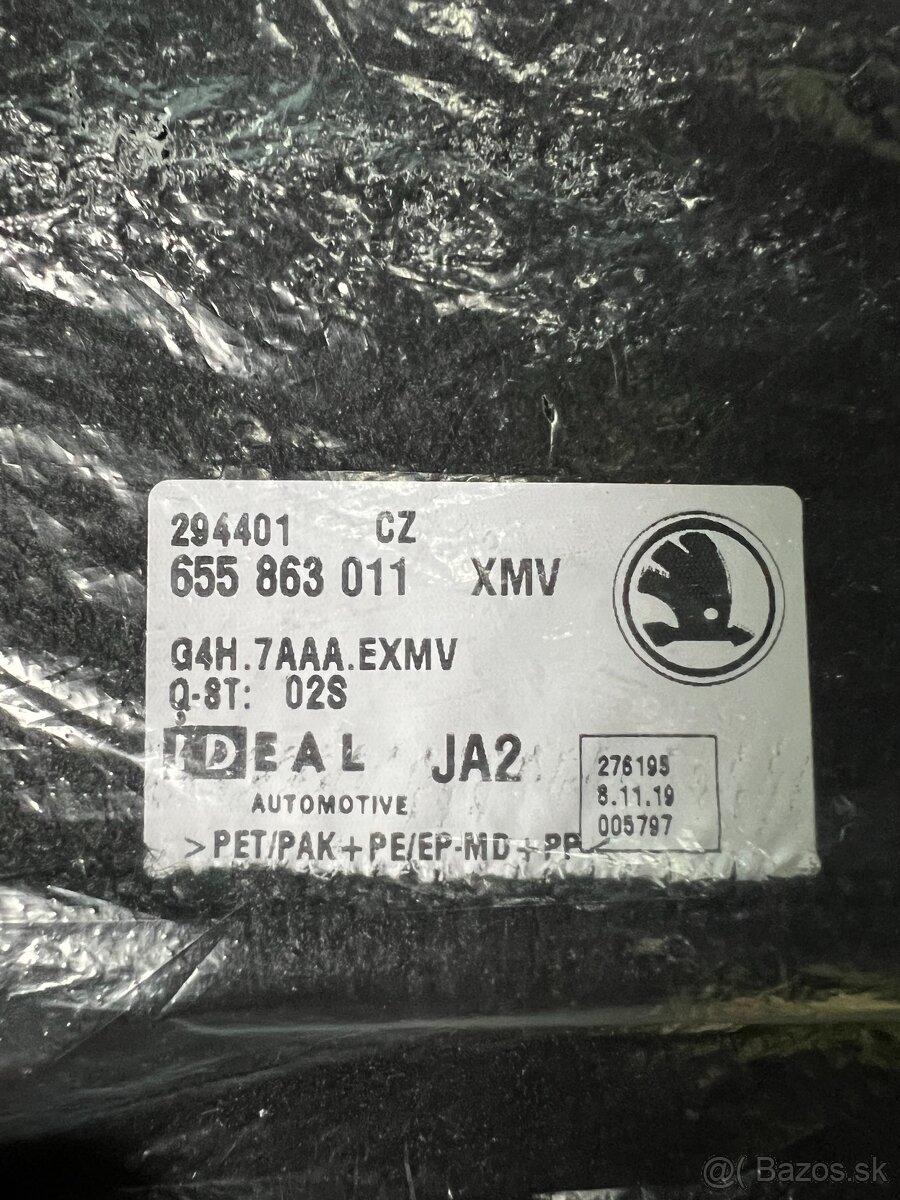 294401 CZ
655 863 011 XMV
G4H.7AAA.EXMV
Q-ST: 02S
IDEAL JA2
AUTOMOTIVE
276195
8.11.19
005797
>PET/PAK+PE/EP-MD+PP
@( Bazos.sk